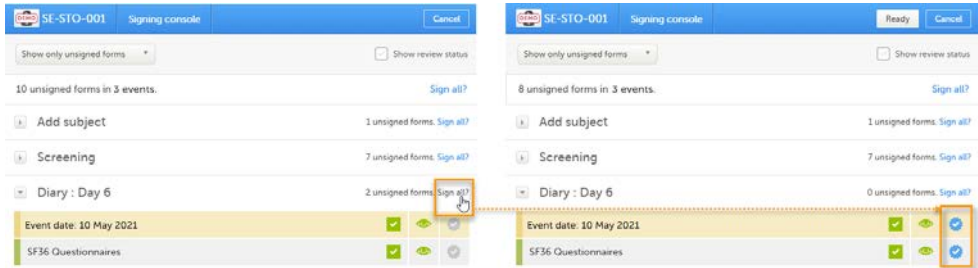 DEMO SE-STO-001 Signing console Cancel
Show only unsigned forms Show review status
10 unsigned forms in 3 events. Sign all?
Add subject 1 unsigned forms. Sign all?
Screening 7 unsigned forms. Sign all?
Diary : Day 6 2 unsigned forms. Sign all?
Event date: 10 May 2021
SF36 Questionnaires
DEMO SE-STO-001 Signing console Ready Cancel
Show only unsigned forms Show review status
8 unsigned forms in 3 events. Sign all?
Add subject 1 unsigned forms. Sign all?
Screening 7 unsigned forms. Sign all?
Diary : Day 6 0 unsigned forms. Sign all?
Event date: 10 May 2021
SF36 Questionnaires